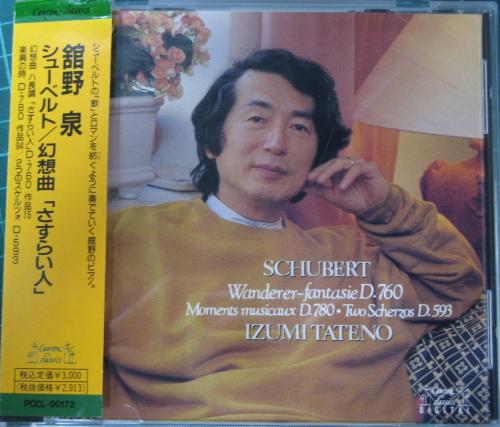 Canyon
classics
舘野 泉
シューベルト/幻想曲「さすらい人」
幻想曲 ハ長調「さすらい人」D・760 作品15
楽興の時 D・780 作品94 2つのスケルツォ D・593
シューベルトの「歌」とロマンを紡ぐように奏でていく舘野のピアノ。
Canyon
classics
税込定価¥3,000
(税抜価格¥2,913)
PCCL-00172
SCHUBERT
Wanderer-fantasie D.760
Moments musicaux D.780・Two Scherzos D.593
IZUMI TATENO
Canyon
classics
DIGITAL